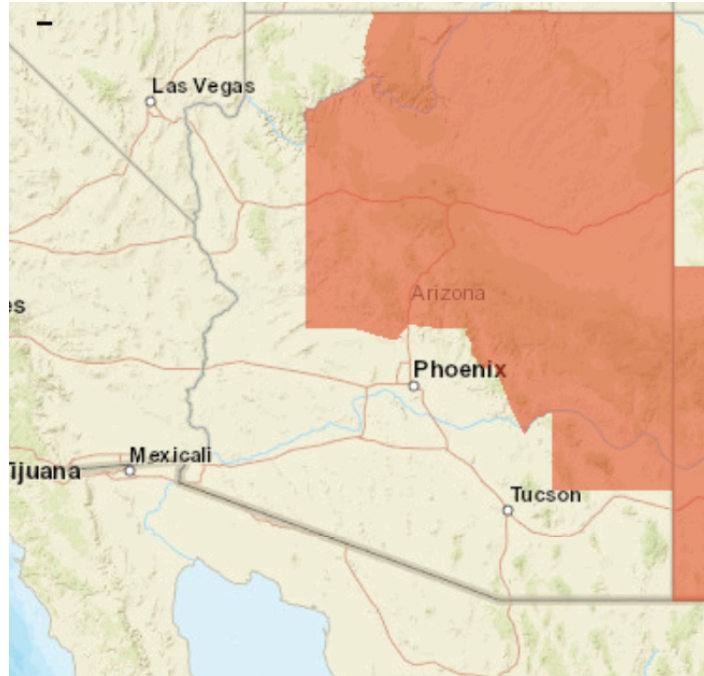 Las Vegas
Arizona
es
Phoenix
Mexicali
Tijuana
Tucson